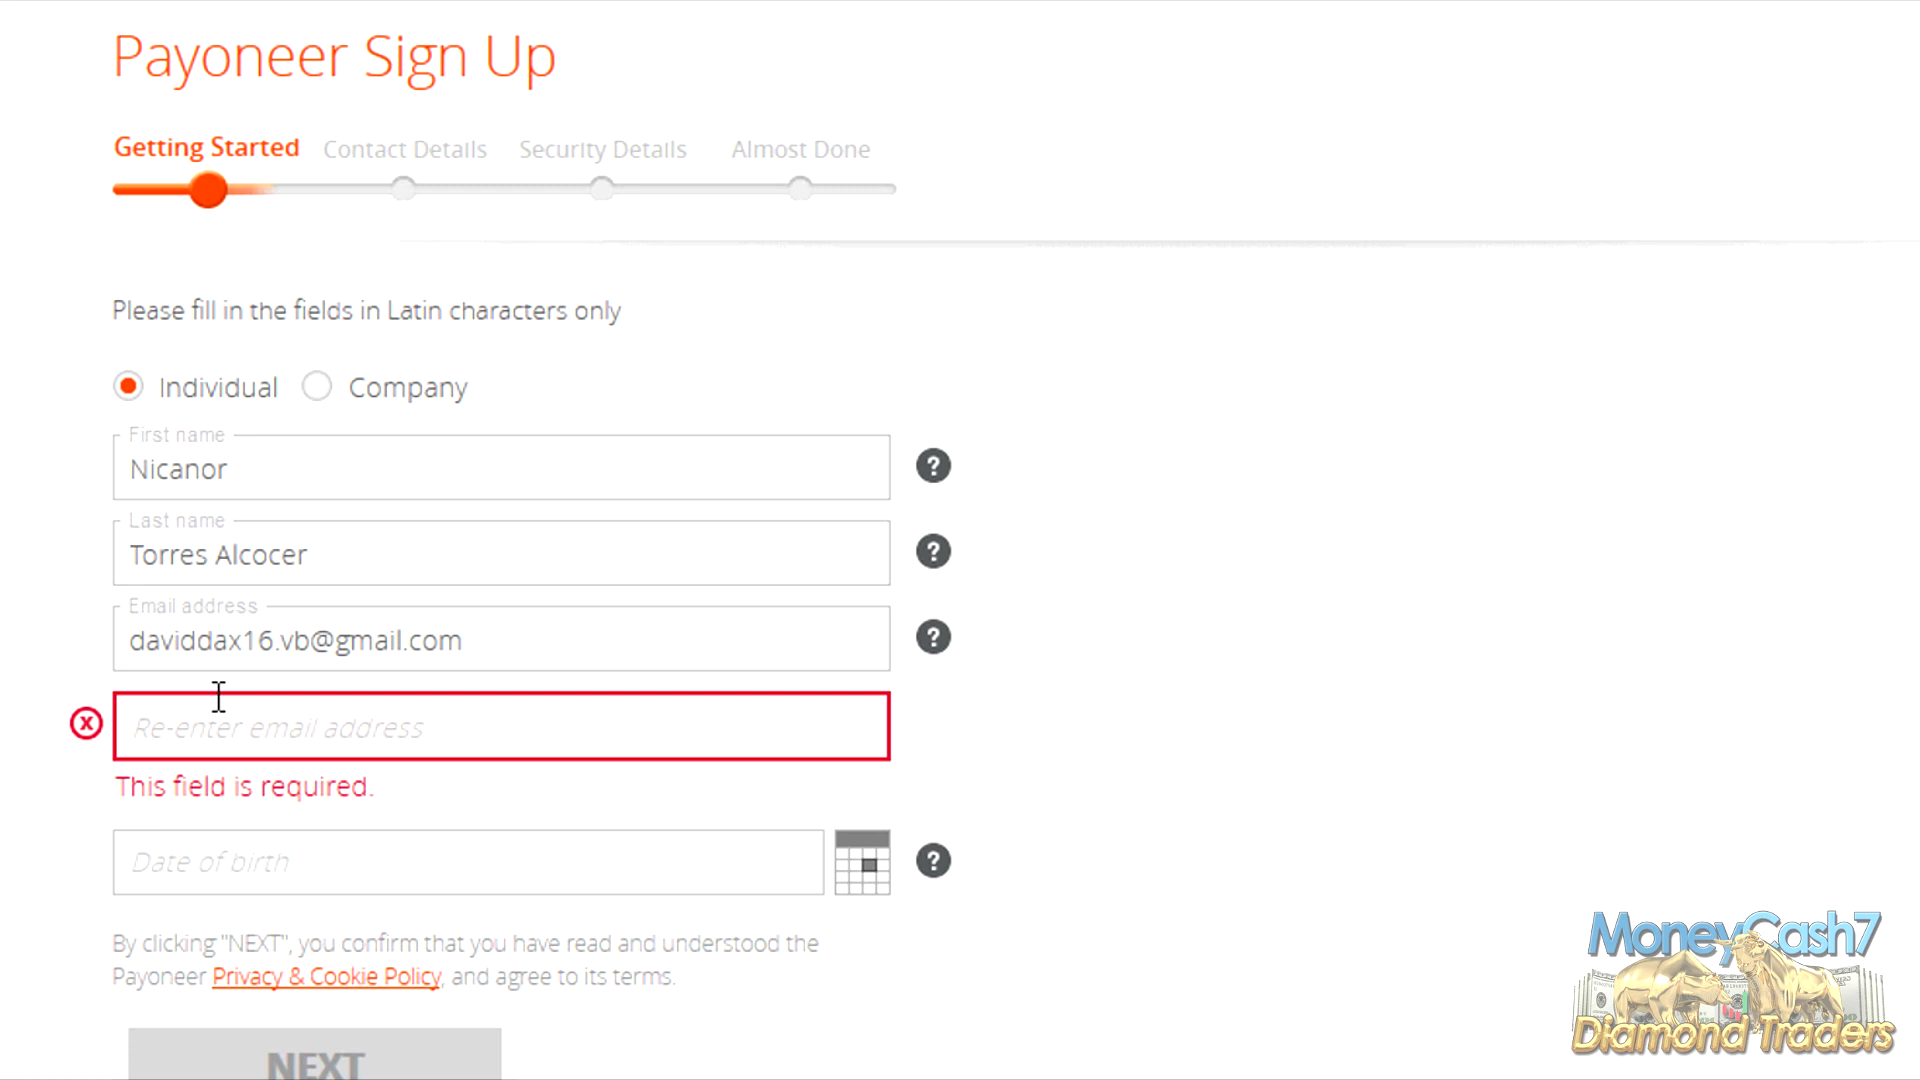 Payoneer Sign Up
Getting Started Contact Details Security Details Almost Done
Please fill in the fields in Latin characters only
Individual Company
First name
Nicanor
?
Last name
Torres Alcocer
?
Email address
daviddax16.vb@gmail.com
?
x Re-enter email address
This field is required.
Date of birth
?
By clicking "NEXT", you confirm that you have read and understood the
Payoneer Privacy & Cookie Policy, and agree to its terms.
NEXT
MoneyCash7
Diamond Traders